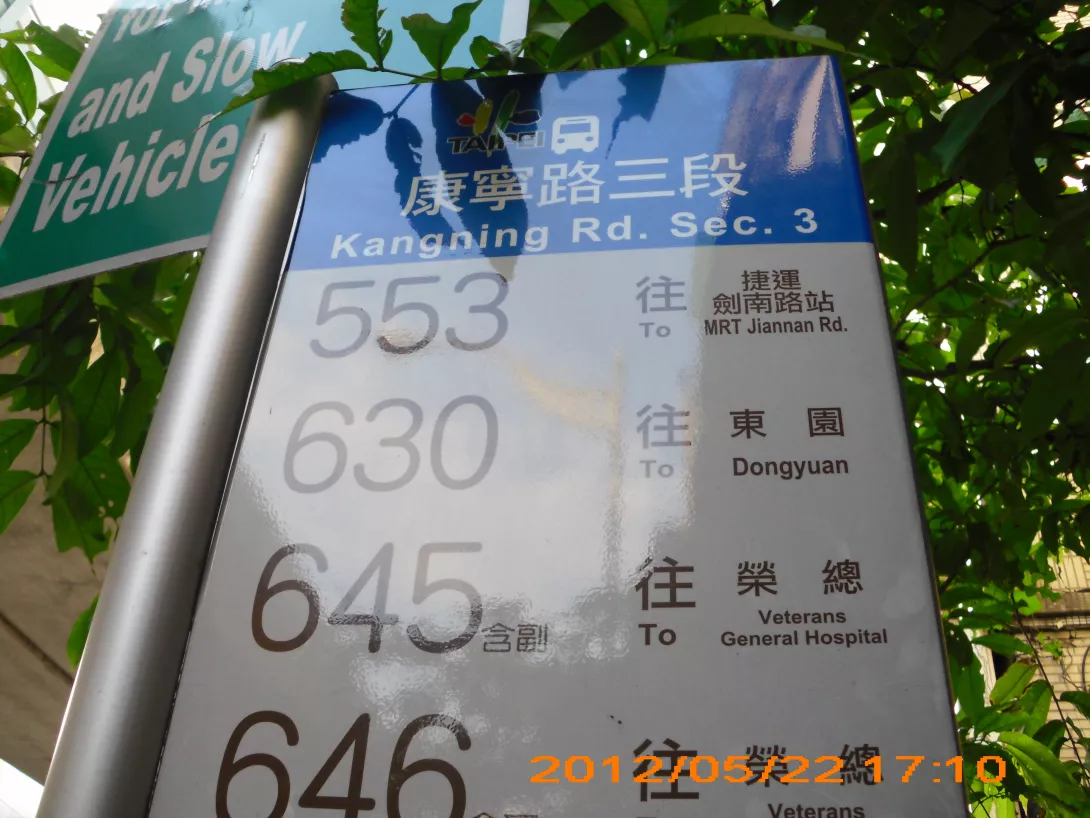 and Slow
Vehicle
TAIPEI
康寧路三段
Kangning Rd. Sec. 3
553 往 捷運
劍南路站
To MRT Jiannan Rd.
630 往 東園
To Dongyuan
645 含副 往 榮總
To Veterans
General Hospital
646 往 榮總
Veterans
2012/05/22 17:10